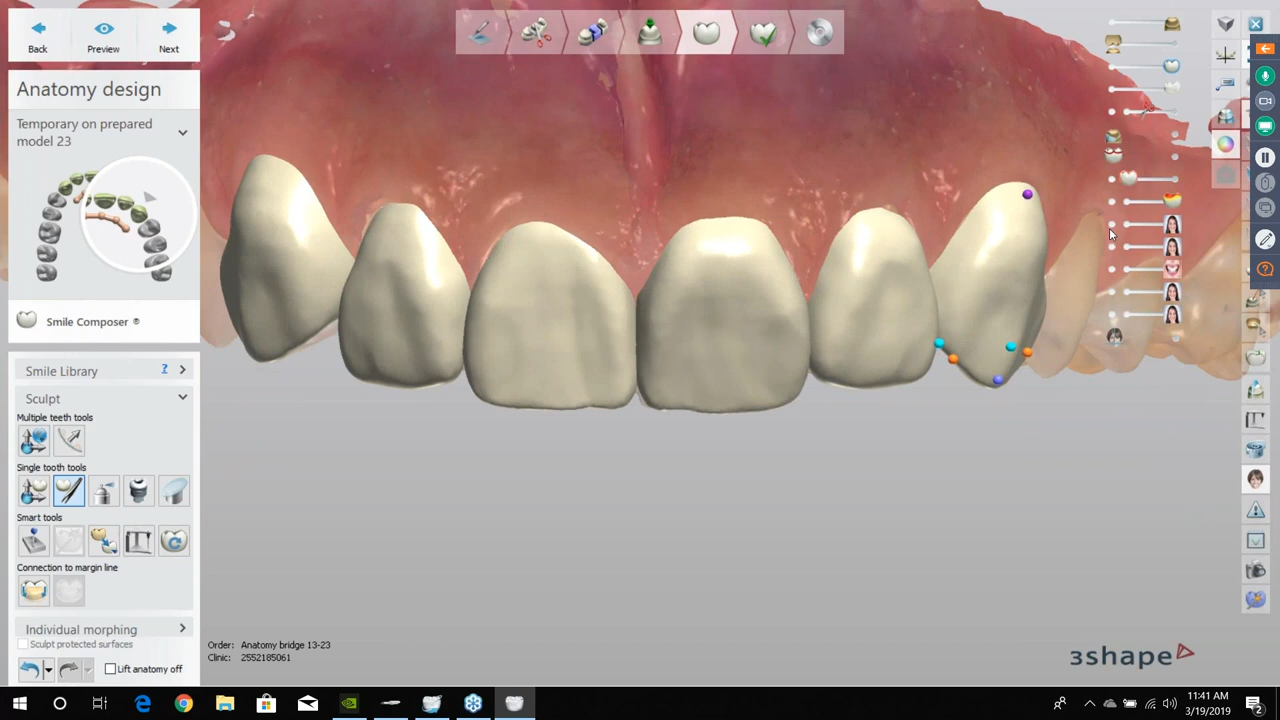 Back
Preview
Next
Anatomy design
Temporary on prepared
model 23
Smile Composer ®
Smile Library
?
Sculpt
Multiple teeth tools
Single tooth tools
Smart tools
Connection to margin line
Individual morphing
Sculpt protected surfaces
Lift anatomy off
Order: Anatomy bridge 13-23
Clinic: 2552185061
3shape
11:41 AM
3/19/2019
2